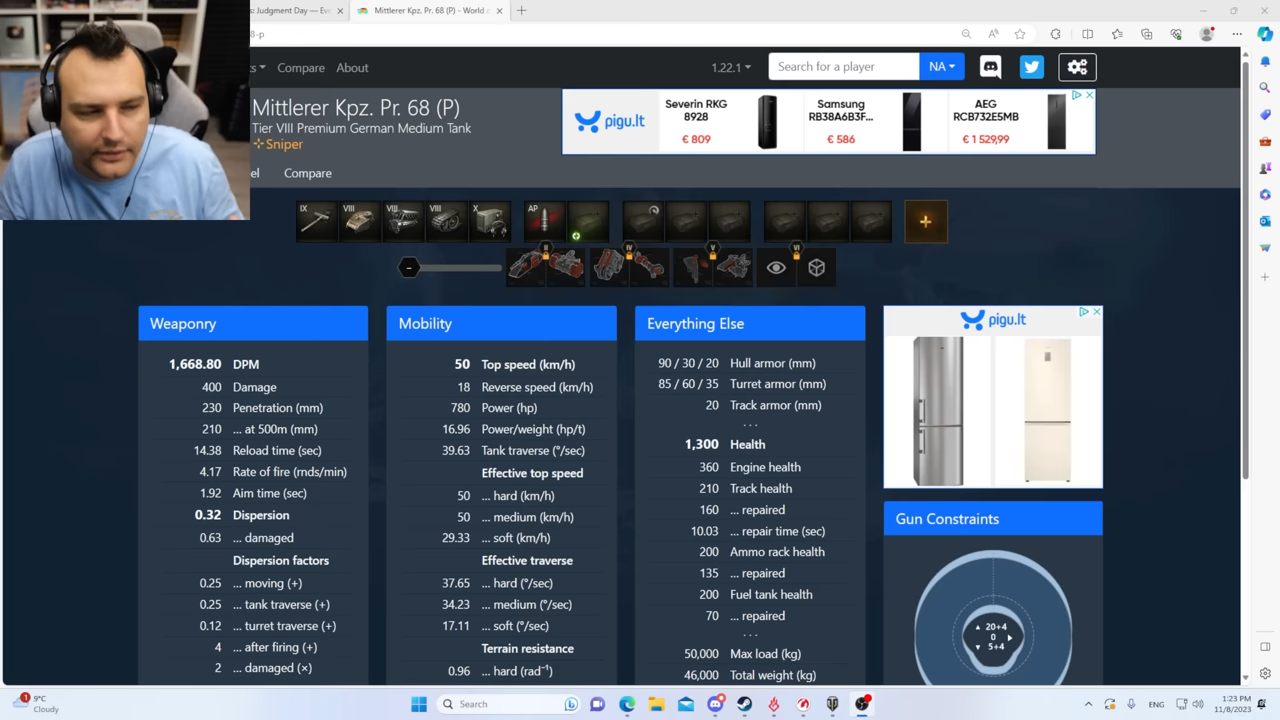 s: Judgment Day — Eve
Mittlerer Kpz. Pr. 68 (P) - World o
8-p
ts
Compare
About
1.22.1
Search for a player
NA
Mittlerer Kpz. Pr. 68 (P)
Tier VIII Premium German Medium Tank
Sniper
el
Compare
pigu.lt
Severin RKG 8928
€ 809
Samsung RB38A6B3F...
€ 586
AEG RCB732E5MB
€ 1 529,99
IX VIII VIII VIII X AP
II IV V VI
Weaponry
1,668.80 DPM
400 Damage
230 Penetration (mm)
210 ... at 500m (mm)
14.38 Reload time (sec)
4.17 Rate of fire (rnds/min)
1.92 Aim time (sec)
0.32 Dispersion
0.63 ... damaged
Dispersion factors
0.25 ... moving (+)
0.25 ... tank traverse (+)
0.12 ... turret traverse (+)
4 ... after firing (+)
2 ... damaged (×)
Mobility
50 Top speed (km/h)
18 Reverse speed (km/h)
780 Power (hp)
16.96 Power/weight (hp/t)
39.63 Tank traverse (°/sec)
Effective top speed
50 ... hard (km/h)
50 ... medium (km/h)
29.33 ... soft (km/h)
Effective traverse
37.65 ... hard (°/sec)
34.23 ... medium (°/sec)
17.11 ... soft (°/sec)
Terrain resistance
0.96 ... hard (rad⁻¹)
Everything Else
90 / 30 / 20 Hull armor (mm)
85 / 60 / 35 Turret armor (mm)
20 Track armor (mm)
...
1,300 Health
360 Engine health
210 Track health
160 ... repaired
10.03 ... repair time (sec)
200 Ammo rack health
135 ... repaired
200 Fuel tank health
70 ... repaired
...
50,000 Max load (kg)
46,000 Total weight (kg)
pigu.lt
Gun Constraints
20+4
0
5+4
9°C
Cloudy
Search
ENG
1:23 PM
11/8/2023